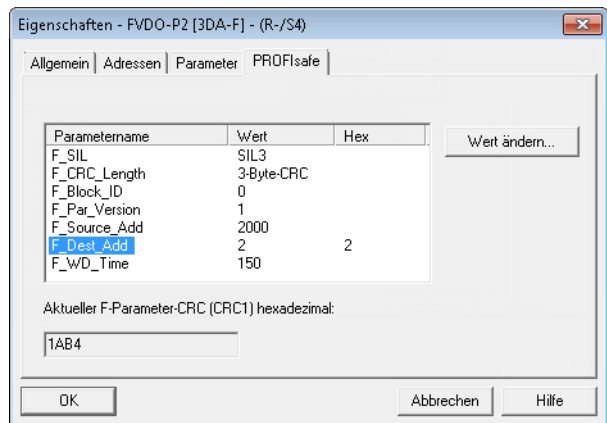 Eigenschaften - FVDO-P2 [3DA-F] - (R-/S4)
Allgemein Adressen Parameter PROFIsafe
Parametername Wert Hex
F_SIL SIL3
F_CRC_Length 3-Byte-CRC
F_Block_ID 0
F_Par_Version 1
F_Source_Add 2000
F_Dest_Add 2 2
F_WD_Time 150
Wert ändern...
Aktueller F-Parameter-CRC (CRC1) hexadezimal:
1AB4
OK Abbrechen Hilfe